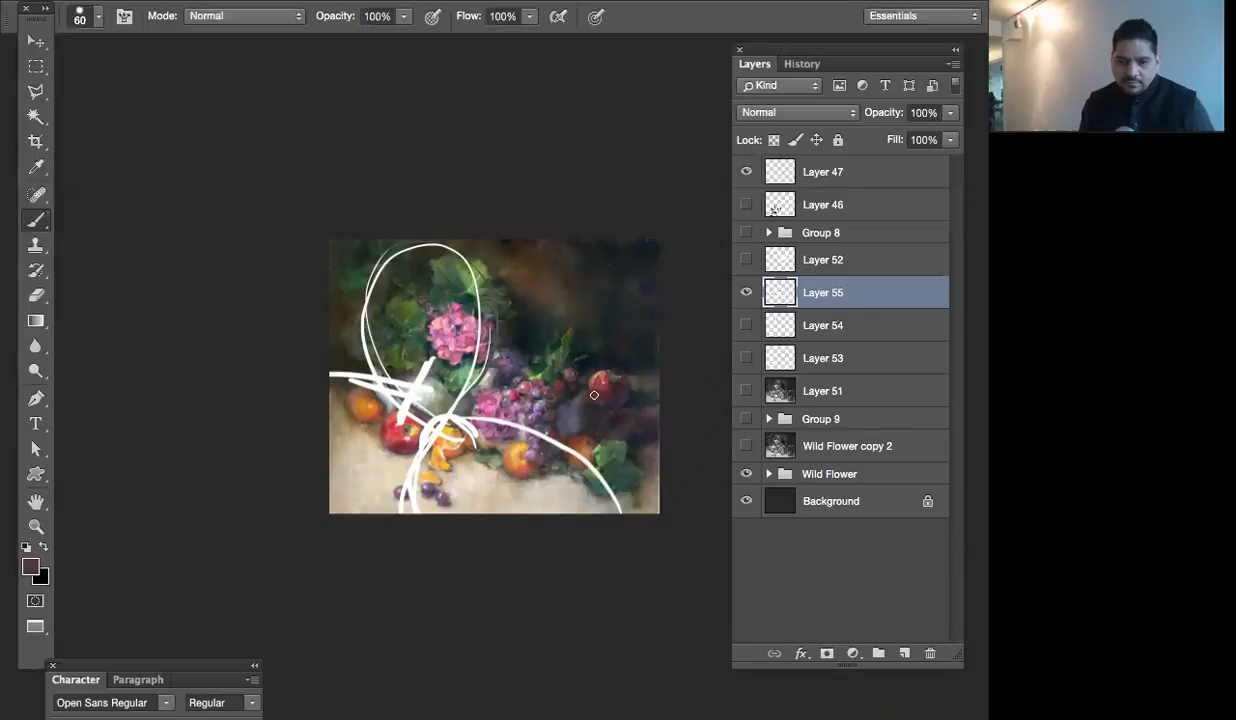 60 Mode: Normal Opacity: 100% Flow: 100% Essentials
Layers History
Kind
Normal Opacity: 100%
Lock: Fill: 100%
Layer 47
Layer 46
Group 8
Layer 52
Layer 55
Layer 54
Layer 53
Layer 51
Group 9
Wild Flower copy 2
Wild Flower
Background
T
T
fx
Character Paragraph
Open Sans Regular Regular